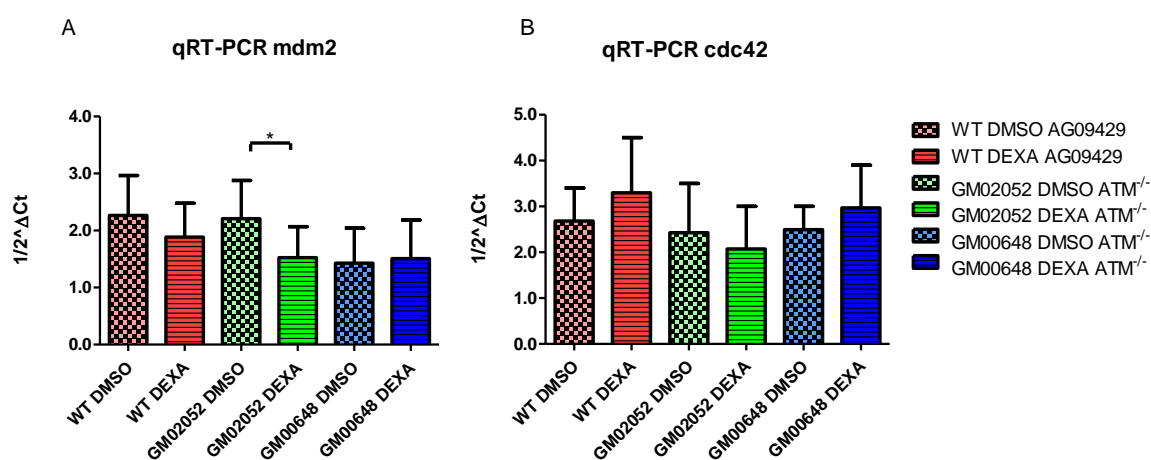 A
qRT-PCR mdm2
1/2^ΔCt
4.0
3.0
2.0
1.0
0.0
*
WT DMSO
WT DEXA
GM02052 DMSO
GM02052 DEXA
GM00648 DMSO
GM00648 DEXA
B
qRT-PCR cdc42
1/2^ΔCt
5.0
4.0
3.0
2.0
1.0
0.0
WT DMSO
WT DEXA
GM02052 DMSO
GM02052 DEXA
GM00648 DMSO
GM00648 DEXA
WT DMSO AG09429
WT DEXA AG09429
GM02052 DMSO ATM-/-
GM02052 DEXA ATM-/-
GM00648 DMSO ATM-/-
GM00648 DEXA ATM-/-